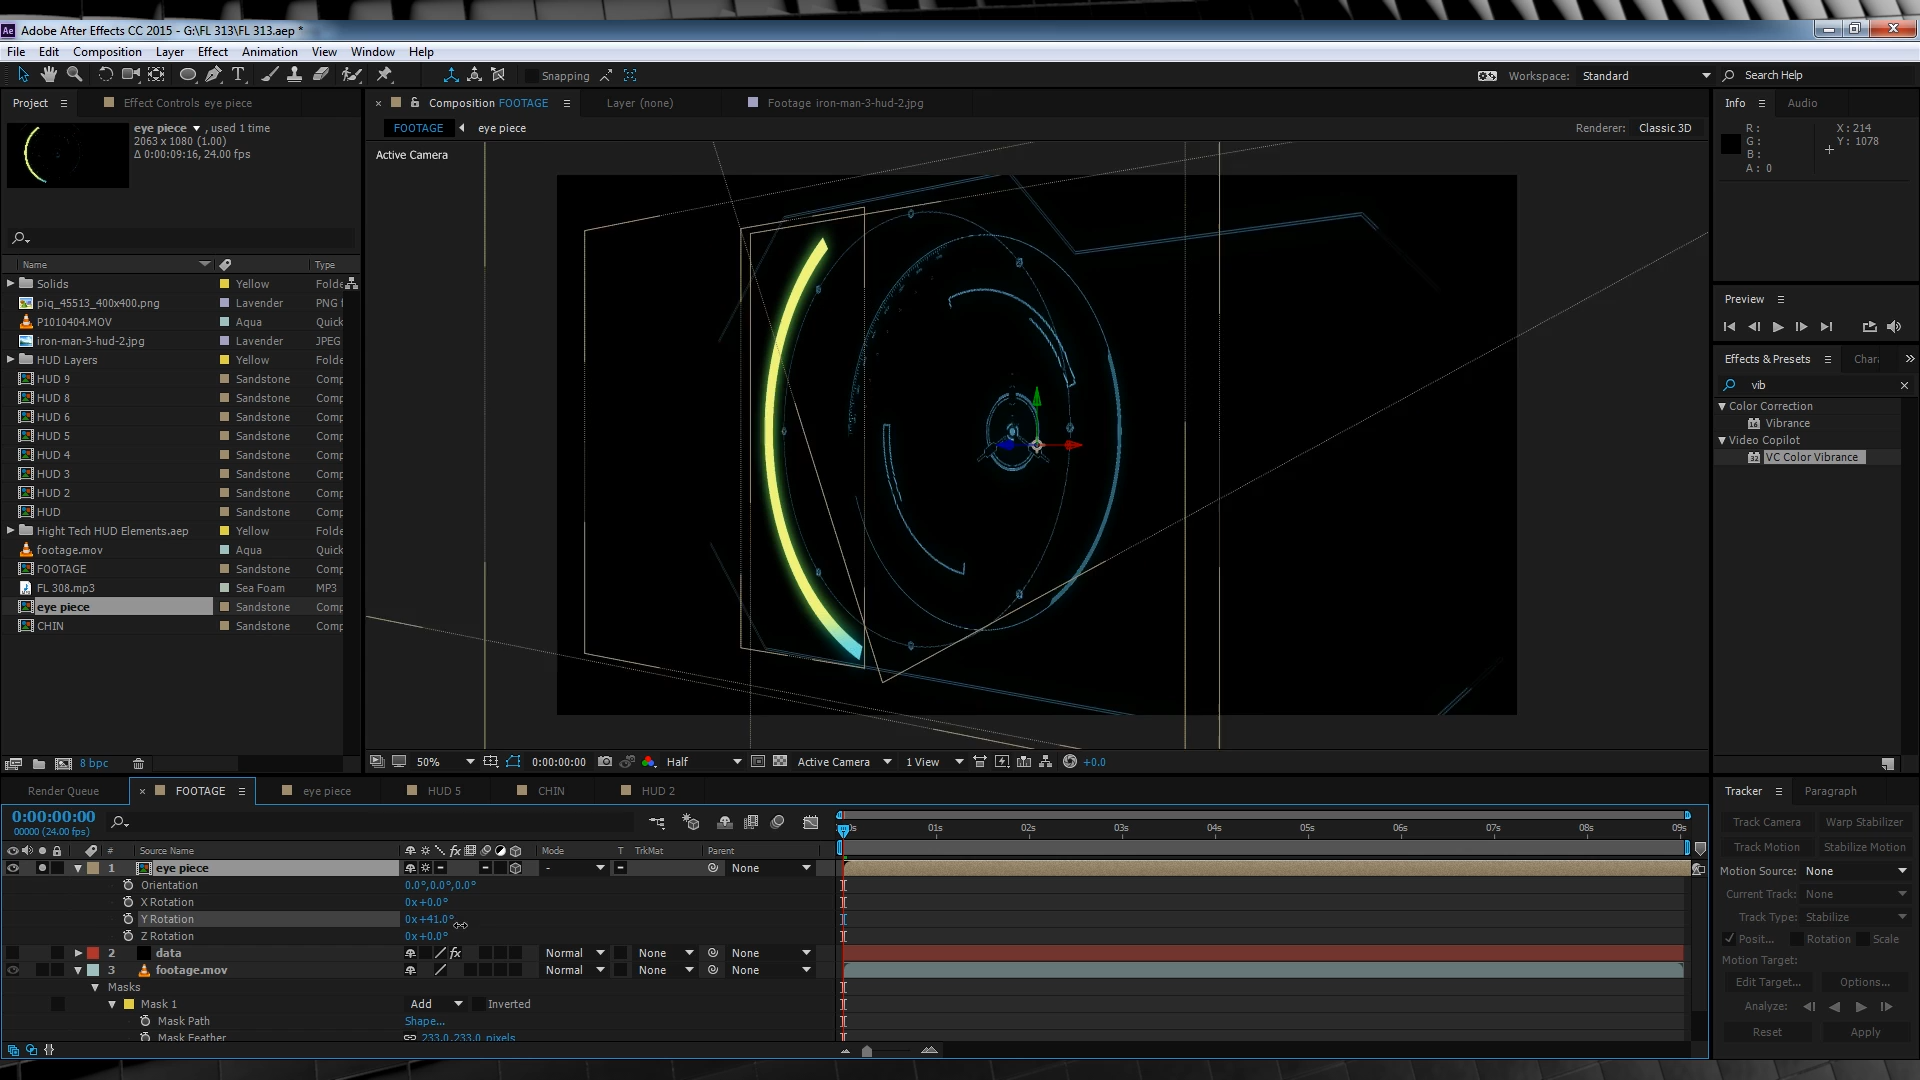 Adobe After Effects CC 2015 - G:\FL 313\FL 313.aep *
File Edit Composition Layer Effect Animation View Window Help
Snapping
Workspace: Standard
Search Help
Project
Effect Controls eye piece
Composition FOOTAGE
Layer (none)
Footage iron-man-3-hud-2.jpg
Info
Audio
eye piece , used 1 time
2063 x 1080 (1.00)
Δ 0:00:09:16, 24.00 fps
FOOTAGE
eye piece
Renderer: Classic 3D
Active Camera
R:
G:
B:
A: 0
X: 214
Y: 1078
Name
Type
Solids Yellow Folde
piq_45513_400x400.png Lavender PNG f
P1010404.MOV Aqua Quick
iron-man-3-hud-2.jpg Lavender JPEG
HUD Layers Yellow Folde
HUD 9 Sandstone Comp
HUD 8 Sandstone Comp
HUD 6 Sandstone Comp
HUD 5 Sandstone Comp
HUD 4 Sandstone Comp
HUD 3 Sandstone Comp
HUD 2 Sandstone Comp
HUD Sandstone Comp
Hight Tech HUD Elements.aep Yellow Folde
footage.mov Aqua Quick
FOOTAGE Sandstone Comp
FL 308.mp3 Sea Foam MP3
eye piece Sandstone Comp
CHIN Sandstone Comp
Preview
Effects & Presets
Chara
vib
Color Correction
Vibrance
Video Copilot
VC Color Vibrance
8 bpc
50%
0:00:00:00
Half
Active Camera
1 View
+0.0
Render Queue
FOOTAGE
eye piece
HUD 5
CHIN
HUD 2
0:00:00:00
00000 (24.00 fps)
01s 02s 03s 04s 05s 06s 07s 08s 09s
# Source Name Mode T TrkMat Parent
1 eye piece - None
Orientation 0.0°,0.0°,0.0°
X Rotation 0x+0.0°
Y Rotation 0x+41.0°
Z Rotation 0x+0.0°
2 data Normal None None
3 footage.mov Normal None None
Masks
Mask 1 Add Inverted
Mask Path Shape...
Mask Feather 233.0,233.0 pixels
Tracker
Paragraph
Track Camera Warp Stabilizer
Track Motion Stabilize Motion
Motion Source: None
Current Track: None
Track Type: Stabilize
Posit... Rotation Scale
Motion Target:
Edit Target... Options...
Analyze:
Reset Apply